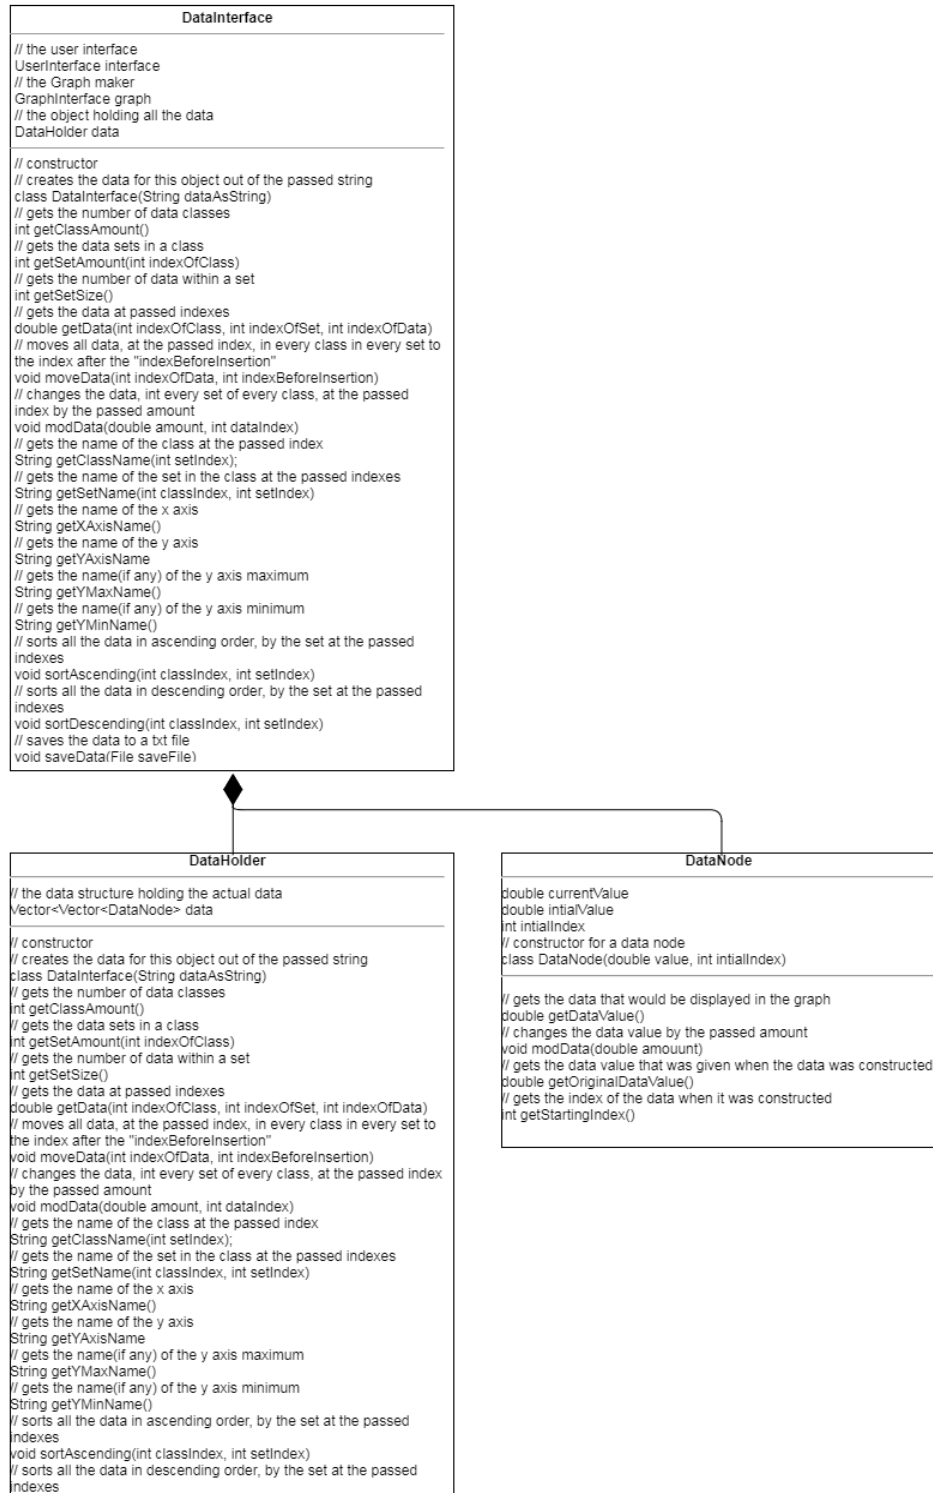 DataInterface
// the user interface
UserInterface interface
// the Graph maker
GraphInterface graph
// the object holding all the data
DataHolder data
// constructor
// creates the data for this object out of the passed string
class DataInterface(String dataAsString)
// gets the number of data classes
int getClassAmount()
// gets the data sets in a class
int getSetAmount(int indexOfClass)
// gets the number of data within a set
int getSetSize()
// gets the data at passed indexes
double getData(int indexOfClass, int indexOfSet, int indexOfData)
// moves all data, at the passed index, in every class in every set to
the index after the "indexBeforeInsertion"
void moveData(int indexOfData, int indexBeforeInsertion)
// changes the data, int every set of every class, at the passed
index by the passed amount
void modData(double amount, int dataIndex)
// gets the name of the class at the passed index
String getClassName(int setIndex);
// gets the name of the set in the class at the passed indexes
String getSetName(int classIndex, int setIndex)
// gets the name of the x axis
String getXAxisName()
// gets the name of the y axis
String getYAxisName
// gets the name(if any) of the y axis maximum
String getYMaxName()
// gets the name(if any) of the y axis minimum
String getYMinName()
// sorts all the data in ascending order, by the set at the passed
indexes
void sortAscending(int classIndex, int setIndex)
// sorts all the data in descending order, by the set at the passed
indexes
void sortDescending(int classIndex, int setIndex)
// saves the data to a txt file
void saveData(File saveFile)
DataHolder
// the data structure holding the actual data
Vector<Vector<DataNode> data
// constructor
// creates the data for this object out of the passed string
class DataInterface(String dataAsString)
// gets the number of data classes
int getClassAmount()
// gets the data sets in a class
int getSetAmount(int indexOfClass)
// gets the number of data within a set
int getSetSize()
// gets the data at passed indexes
double getData(int indexOfClass, int indexOfSet, int indexOfData)
// moves all data, at the passed index, in every class in every set to
the index after the "indexBeforeInsertion"
void moveData(int indexOfData, int indexBeforeInsertion)
// changes the data, int every set of every class, at the passed index
by the passed amount
void modData(double amount, int dataIndex)
// gets the name of the class at the passed index
String getClassName(int setIndex);
// gets the name of the set in the class at the passed indexes
String getSetName(int classIndex, int setIndex)
// gets the name of the x axis
String getXAxisName()
// gets the name of the y axis
String getYAxisName
// gets the name(if any) of the y axis maximum
String getYMaxName()
// gets the name(if any) of the y axis minimum
String getYMinName()
// sorts all the data in ascending order, by the set at the passed
indexes
void sortAscending(int classIndex, int setIndex)
// sorts all the data in descending order, by the set at the passed
indexes
DataNode
double currentValue
double intialValue
int intialIndex
// constructor for a data node
class DataNode(double value, int intialIndex)
// gets the data that would be displayed in the graph
double getDataValue()
// changes the data value by the passed amount
void modData(double amouunt)
// gets the data value that was given when the data was constructed
double getOriginalDataValue()
// gets the index of the data when it was constructed
int getStartingIndex()